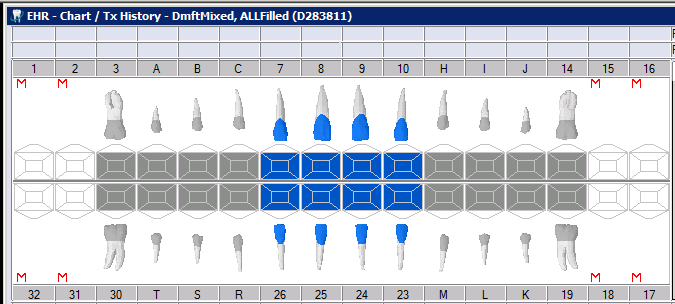 EHR - Chart / Tx History - DmftMixed, ALLFilled (D283811)
1 2 3 A B C 7 8 9 10 H I J 14 15 16
M M M M
M M M M
32 31 30 T S R 26 25 24 23 M L K 19 18 17